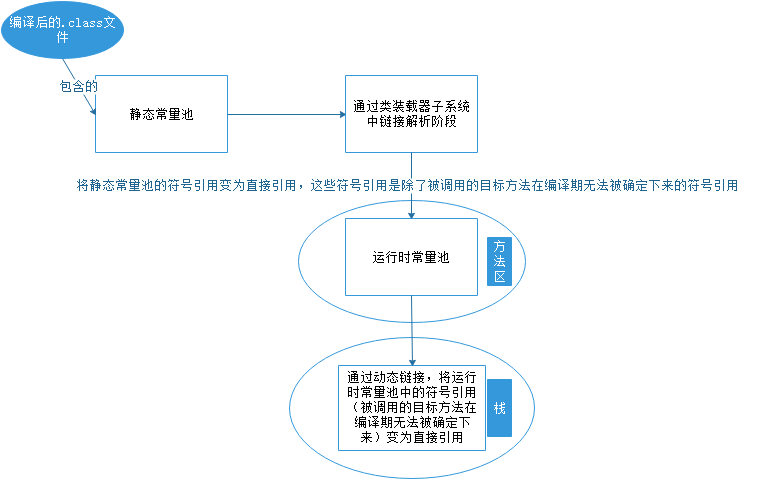 编译后的.class文
件
包含的
静态常量池
通过类装载器子系统
中链接解析阶段
将静态常量池的符号引用变为直接引用，这些符号引用是除了被调用的目标方法在编译期无法被确定下来的符号引用
运行时常量池
方
法
区
通过动态链接，将运行
时常量池中的符号引用
（被调用的目标方法在
编译期无法被确定下
来）变为直接引用
栈